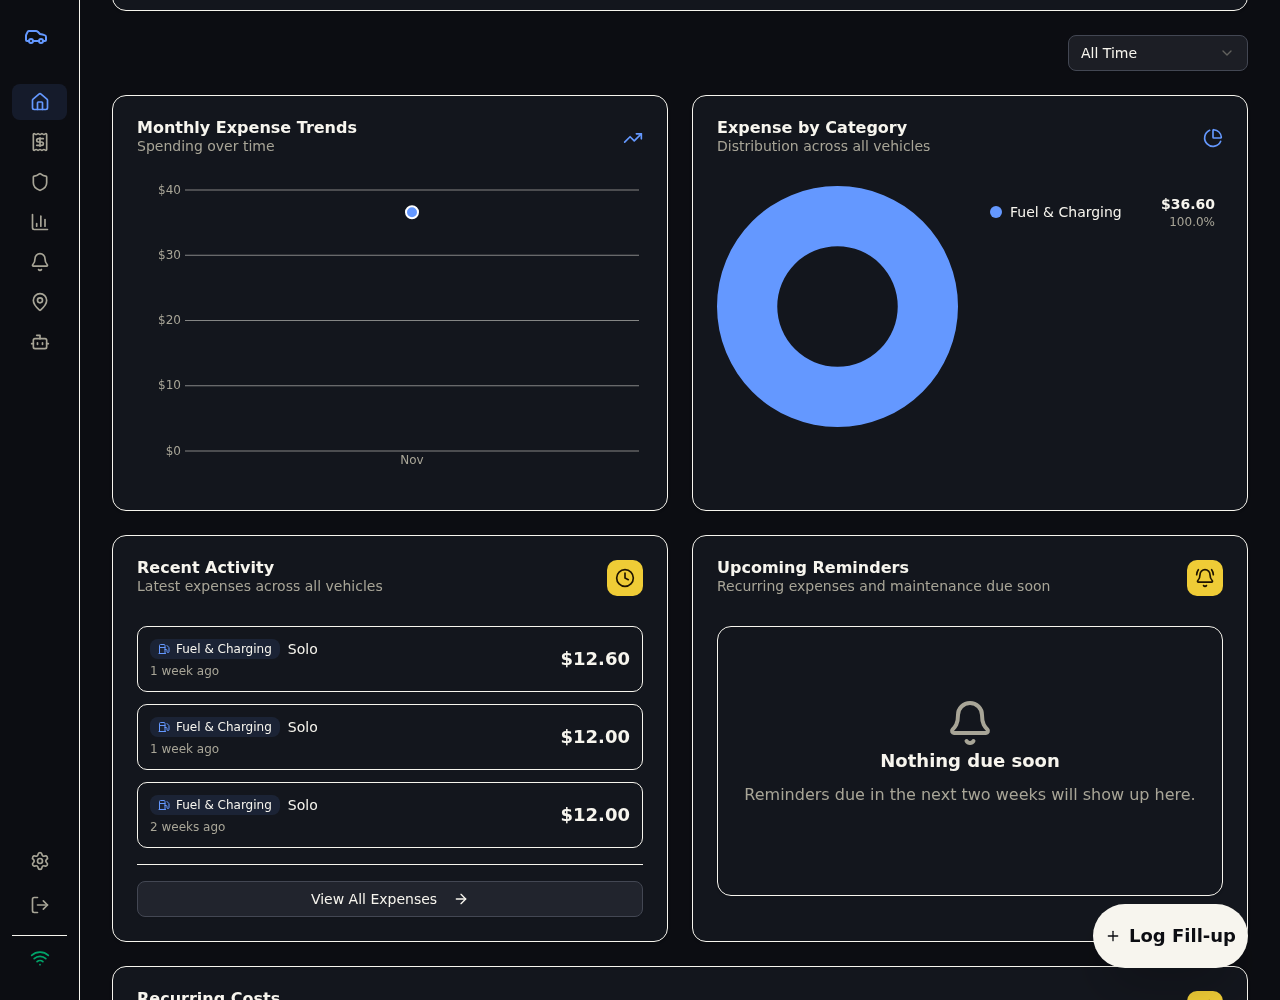 All Time
Monthly Expense Trends
Spending over time
$40
$30
$20
$10
$0
Nov
Expense by Category
Distribution across all vehicles
Fuel & Charging
$36.60
100.0%
Recent Activity
Latest expenses across all vehicles
Fuel & Charging Solo
1 week ago
$12.60
Fuel & Charging Solo
1 week ago
$12.00
Fuel & Charging Solo
2 weeks ago
$12.00
View All Expenses
Upcoming Reminders
Recurring expenses and maintenance due soon
Nothing due soon
Reminders due in the next two weeks will show up here.
+ Log Fill-up
Recurring Costs